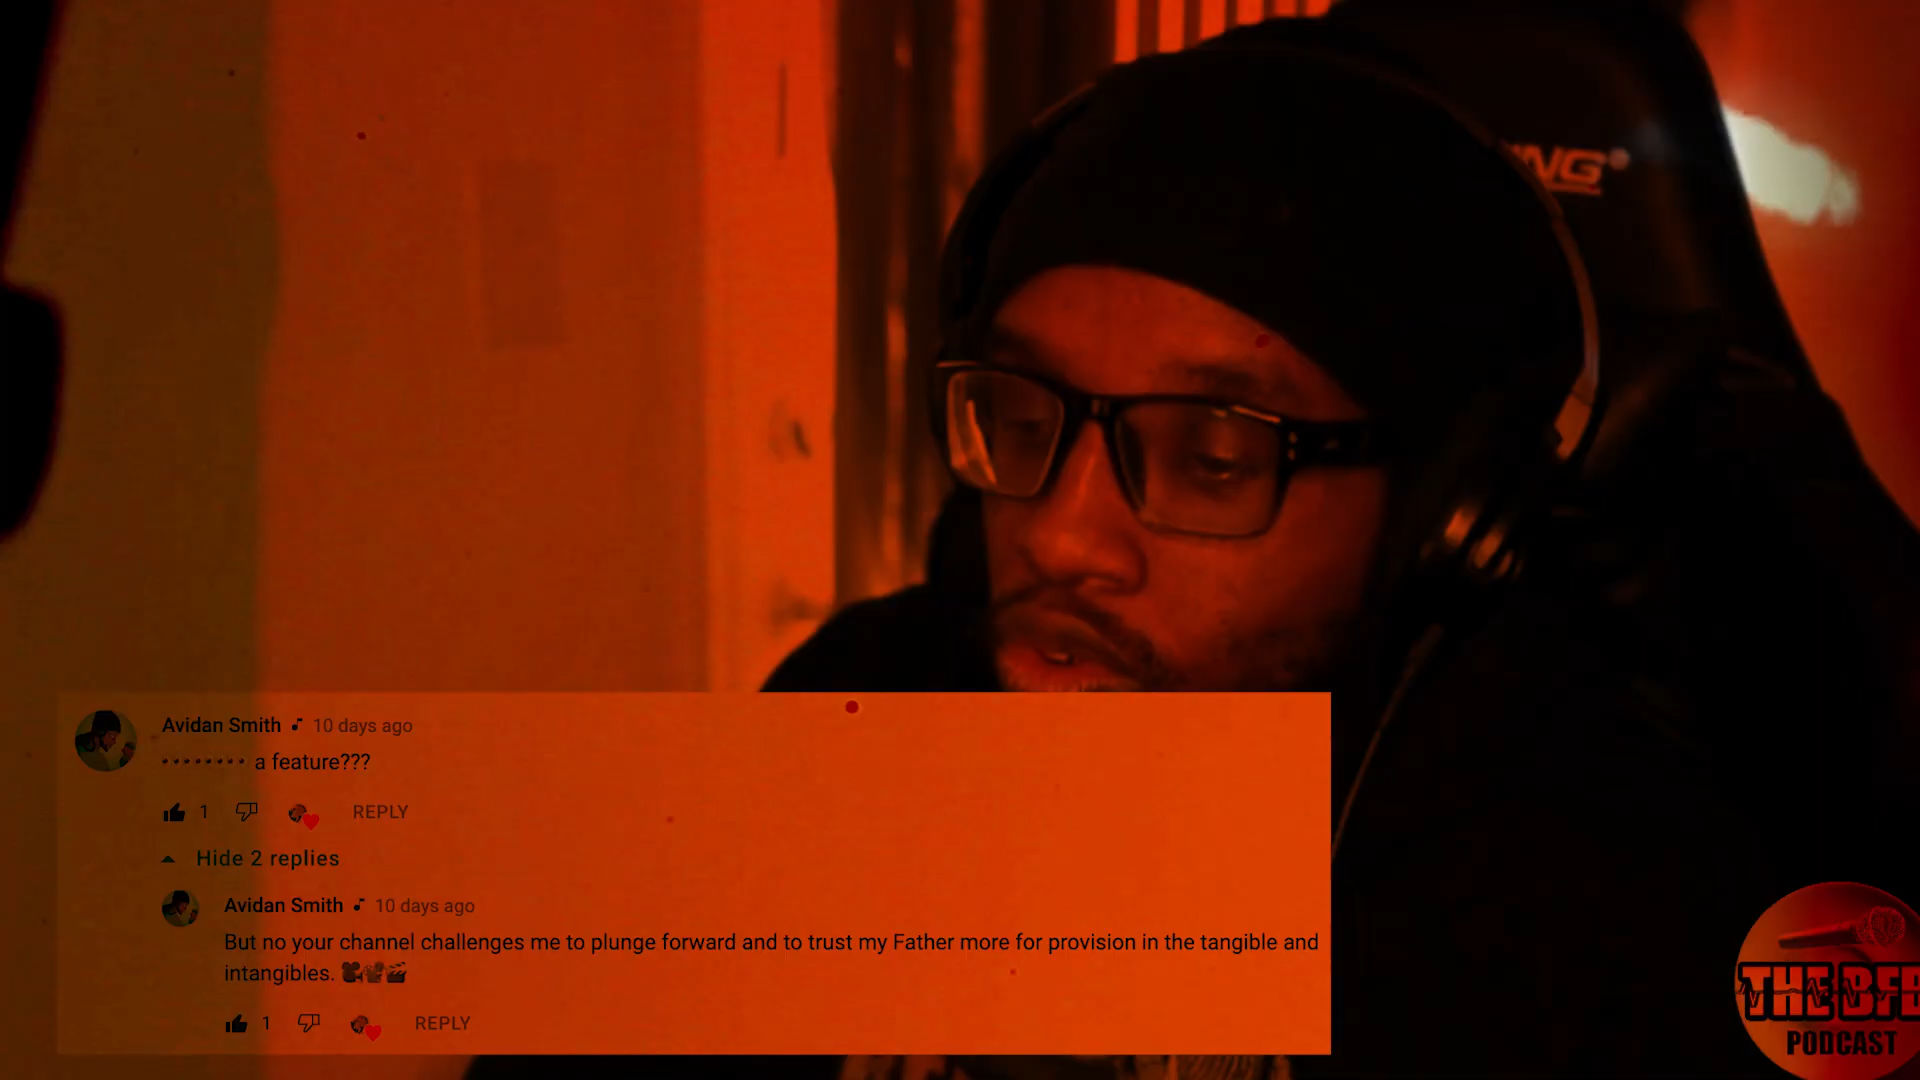 NG®
Avidan Smith 10 days ago
a feature???
1 REPLY
Hide 2 replies
Avidan Smith 10 days ago
But no your channel challenges me to plunge forward and to trust my Father more for provision in the tangible and
intangibles.
1 REPLY
THE BFB
PODCAST